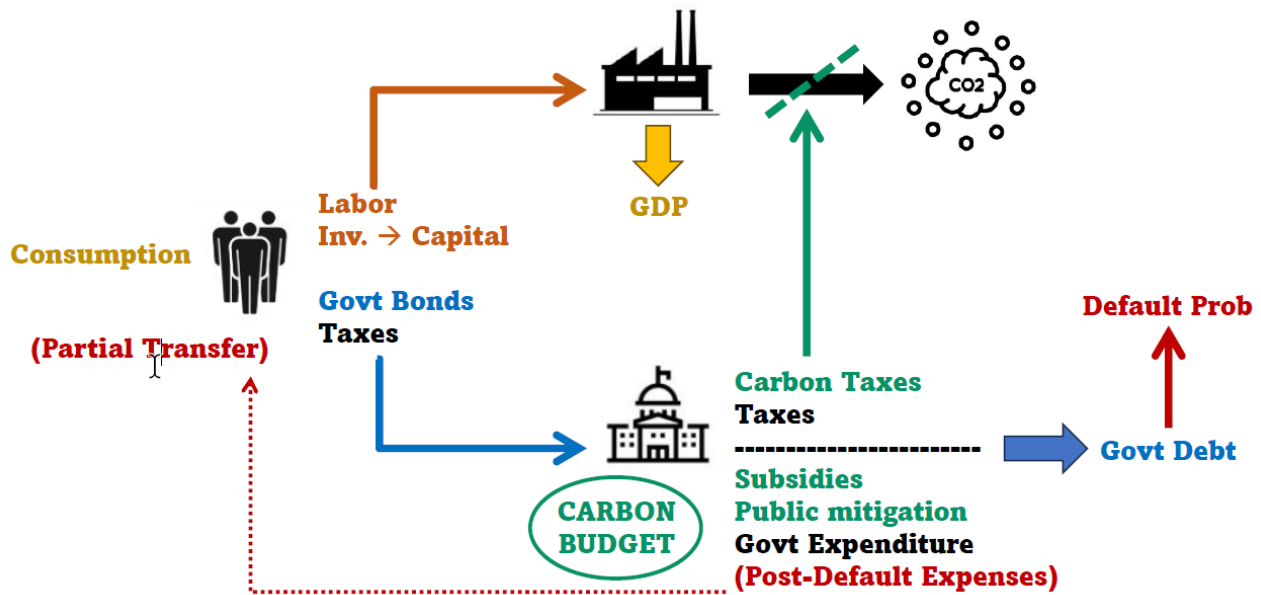 CO2
GDP
Labor
Inv. → Capital
Consumption
Govt Bonds
Taxes
(Partial Transfer)
Default Prob
Carbon Taxes
Taxes
Govt Debt
Subsidies
Public mitigation
Govt Expenditure
(Post-Default Expenses)
CARBON
BUDGET